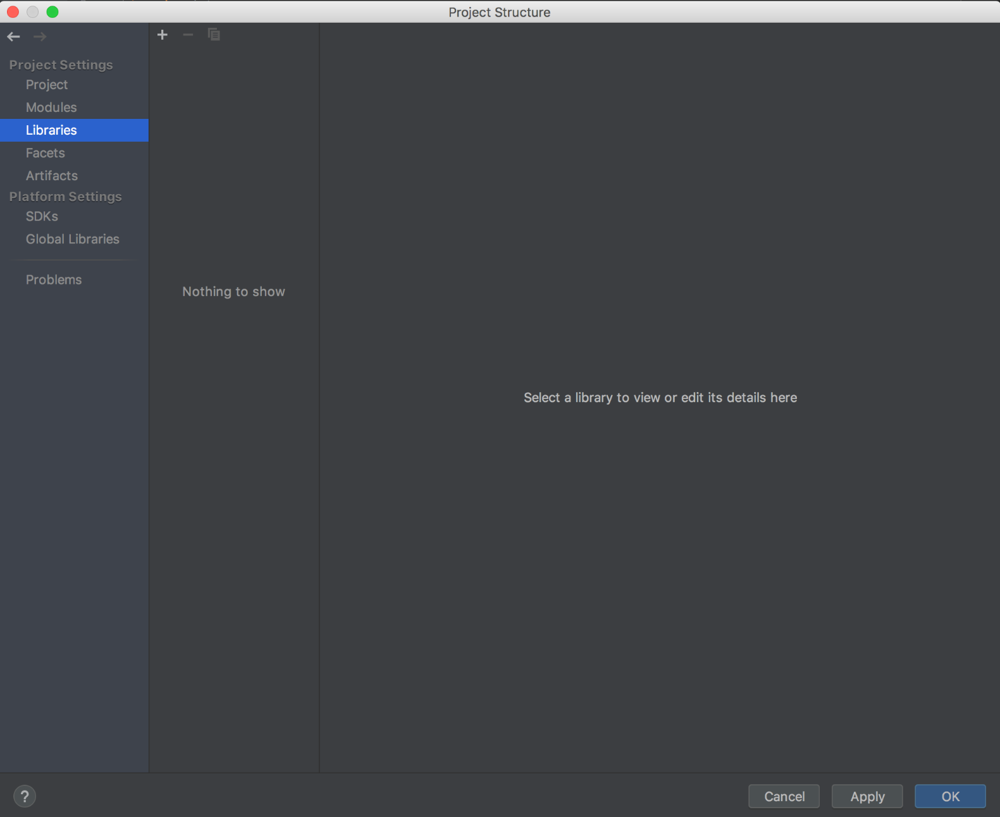 Project Structure
Project Settings
Project
Modules
Libraries
Facets
Artifacts
Platform Settings
SDKs
Global Libraries
Problems
Nothing to show
Select a library to view or edit its details here
?
Cancel
Apply
OK